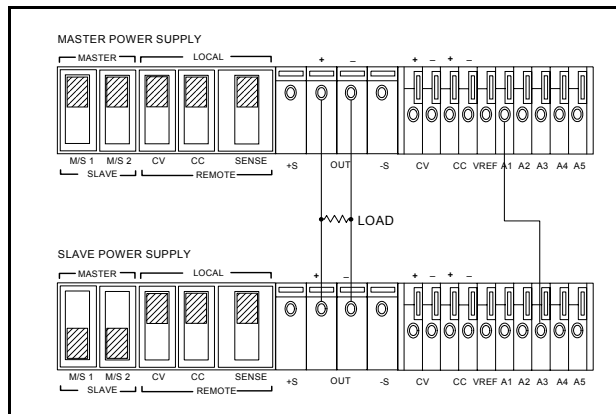 MASTER POWER SUPPLY
MASTER LOCAL
+ – + – + –
M/S 1 M/S 2 CV CC SENSE +S OUT -S CV CC VREF A1 A2 A3 A4 A5
SLAVE REMOTE
LOAD
SLAVE POWER SUPPLY
MASTER LOCAL
+ – + – + –
M/S 1 M/S 2 CV CC SENSE +S OUT -S CV CC VREF A1 A2 A3 A4 A5
SLAVE REMOTE